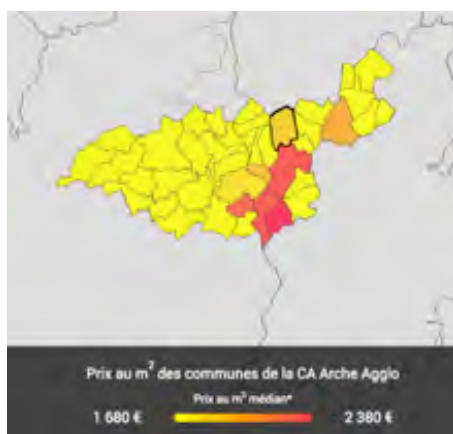 Prix au m² des communes de la CA Arche Agglo
Prix au m² médian*
1 680 € 2 380 €